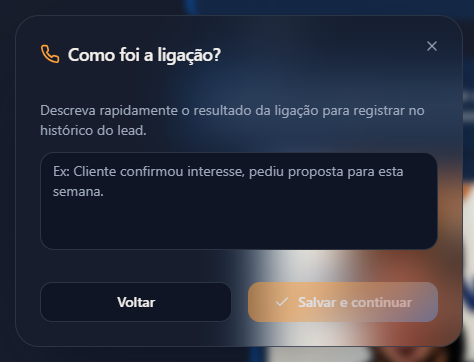 Como foi a ligação?
Descreva rapidamente o resultado da ligação para registrar no
histórico do lead.
Ex: Cliente confirmou interesse, pediu proposta para esta
semana.
Voltar
Salvar e continuar